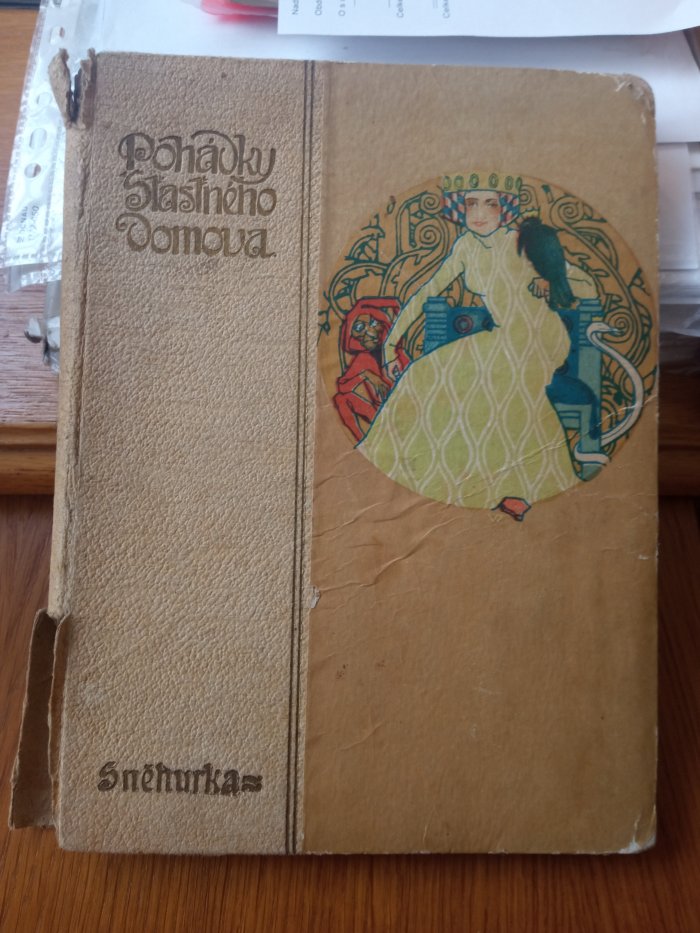 Pohádky
Šťastného
Domova.
Sněhurka